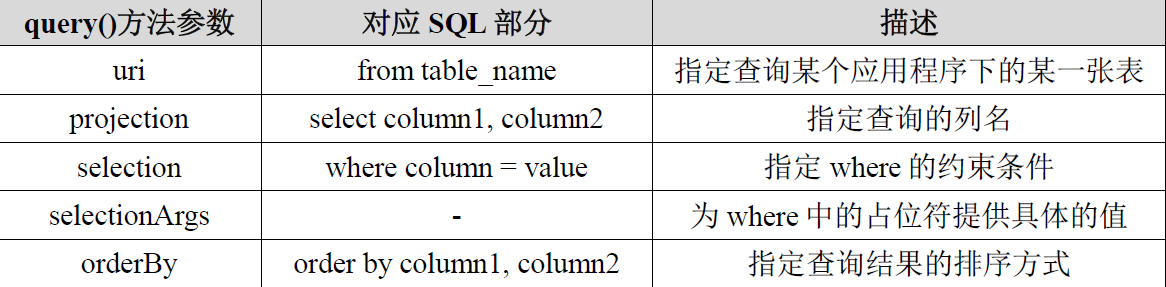 query()方法参数 对应 SQL 部分 描述
uri from table_name 指定查询某个应用程序下的某一张表
projection select column1, column2 指定查询的列名
selection where column = value 指定 where 的约束条件
selectionArgs - 为 where 中的占位符提供具体的值
orderBy order by column1, column2 指定查询结果的排序方式